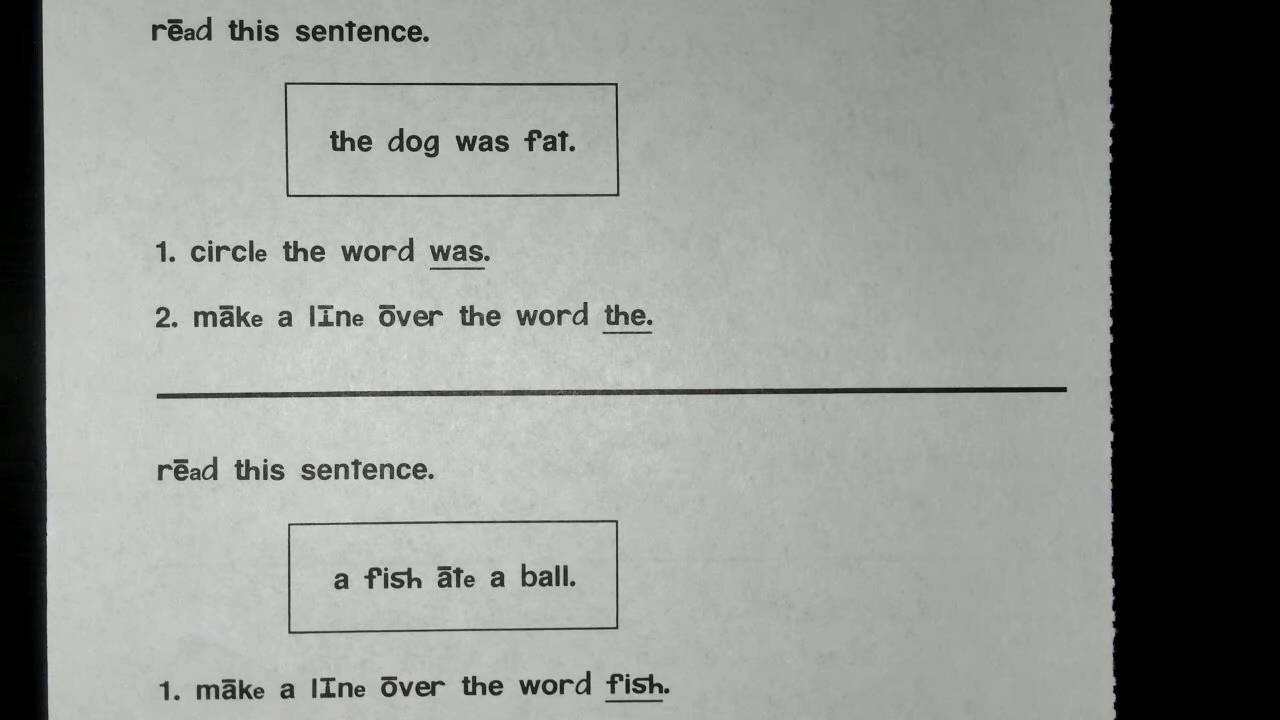 rēad this sentence.
the dog was fat.
1. circle the word was.
2. māke a līne ōver the word the.
rēad this sentence.
a fish āte a ball.
1. māke a līne ōver the word fish.